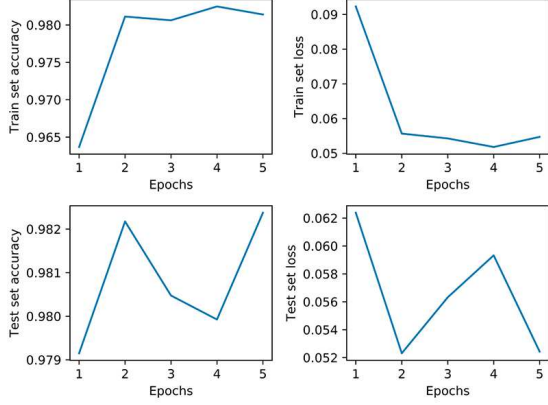 0.980
0.975
0.970
0.965
Train set accuracy
1 2 3 4 5
Epochs
0.09
0.08
0.07
0.06
0.05
Train set loss
1 2 3 4 5
Epochs
0.982
0.981
0.980
0.979
Test set accuracy
1 2 3 4 5
Epochs
0.062
0.060
0.058
0.056
0.054
0.052
Test set loss
1 2 3 4 5
Epochs